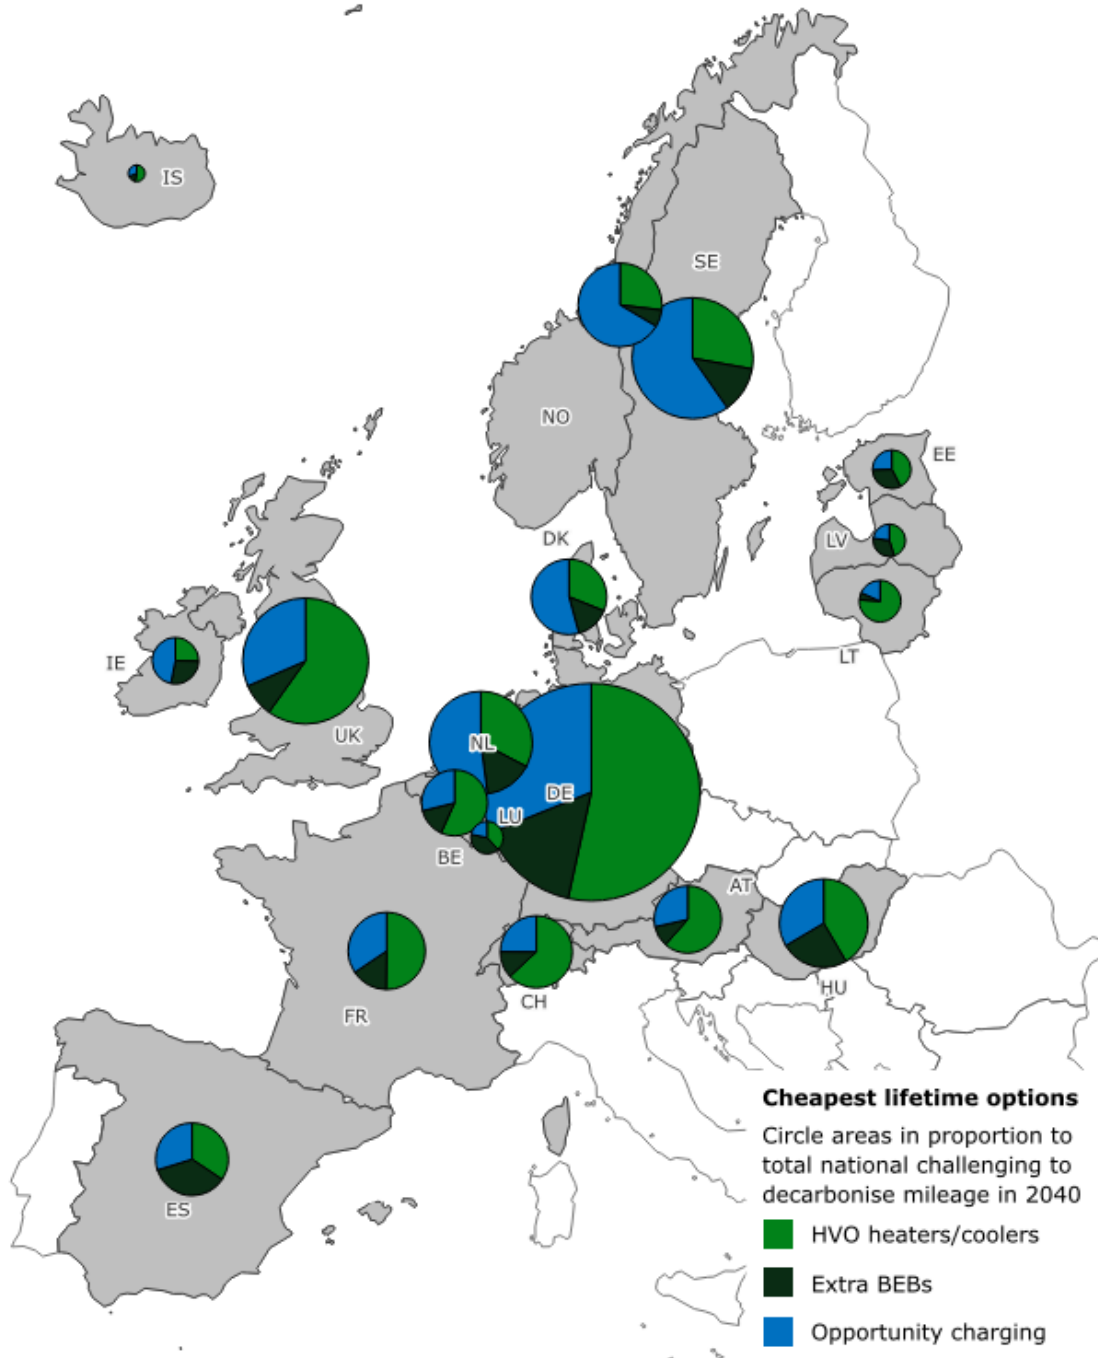 IS
SE
NO
EE
DK
LV
IE
LT
UK
NL
DE
LU
BE
AT
HU
CH
FR
ES
Cheapest lifetime options
Circle areas in proportion to
total national challenging to
decarbonise mileage in 2040
HVO heaters/coolers
Extra BEBs
Opportunity charging